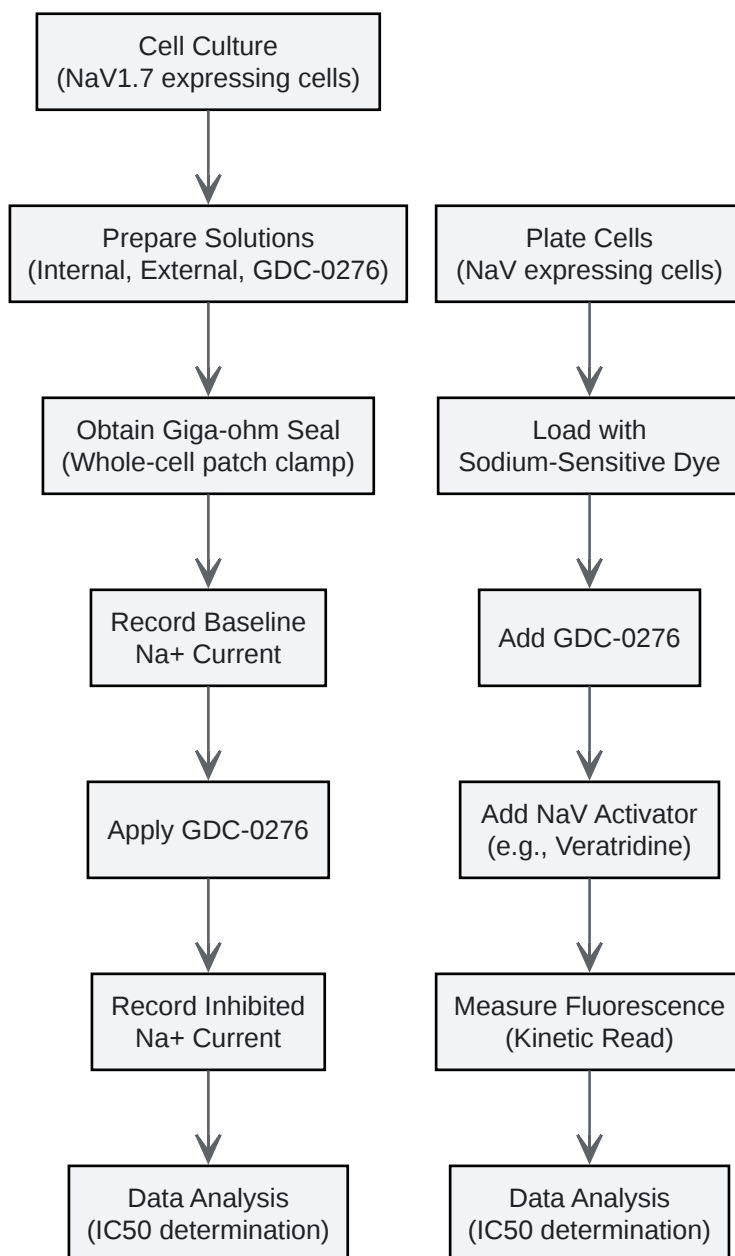 Cell Culture
(NaV1.7 expressing cells)
Prepare Solutions
(Internal, External, GDC-0276)
Obtain Giga-ohm Seal
(Whole-cell patch clamp)
Record Baseline
Na+ Current
Apply GDC-0276
Record Inhibited
Na+ Current
Data Analysis
(IC50 determination)
Plate Cells
(NaV expressing cells)
Load with
Sodium-Sensitive Dye
Add GDC-0276
Add NaV Activator
(e.g., Veratridine)
Measure Fluorescence
(Kinetic Read)
Data Analysis
(IC50 determination)